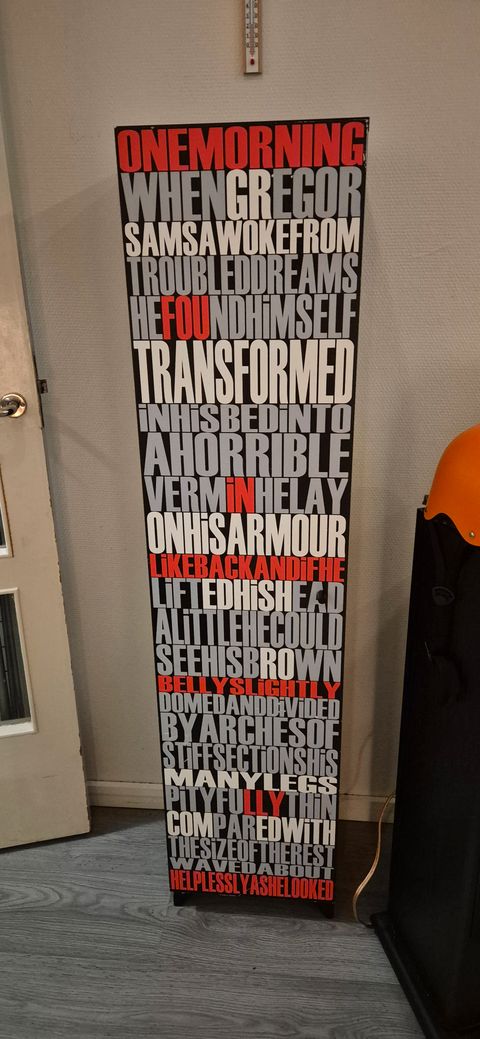 ONEMORNING
WHENGREGOR
SAMSAWOKEFROM
TROUBLEDDREAMS
HEFOUNDHiMSELF
TRANSFORMED
iNHiSBEDiNTO
AHORRIBLE
VERMiNHELAY
ONHiSARMOUR
LiKEBACKANDiFHE
LiFTEDHiSHEAD
ALiTTLEHECOULD
SEEHiSBROWN
BELLYSLiGHTLY
DOMEDANDDiViDED
BYARCHESOF
STiFFSECTiONSHiS
MANYLEGS
PiTYFULLYTHiN
COMPAREDWiTH
THESiZEOFTHEREST
WAVEDABOUT
HELPLESSLYASHELOOKED